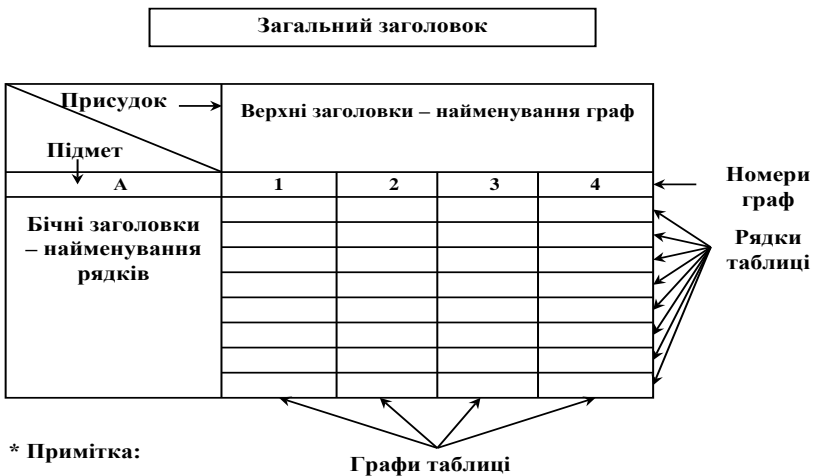 Загальний заголовок
Присудок
Верхні заголовки – найменування граф
Підмет
А
1
2
3
4
Номери
граф
Бічні заголовки
– найменування
рядків
Рядки
таблиці
* Примітка:
Графи таблиці